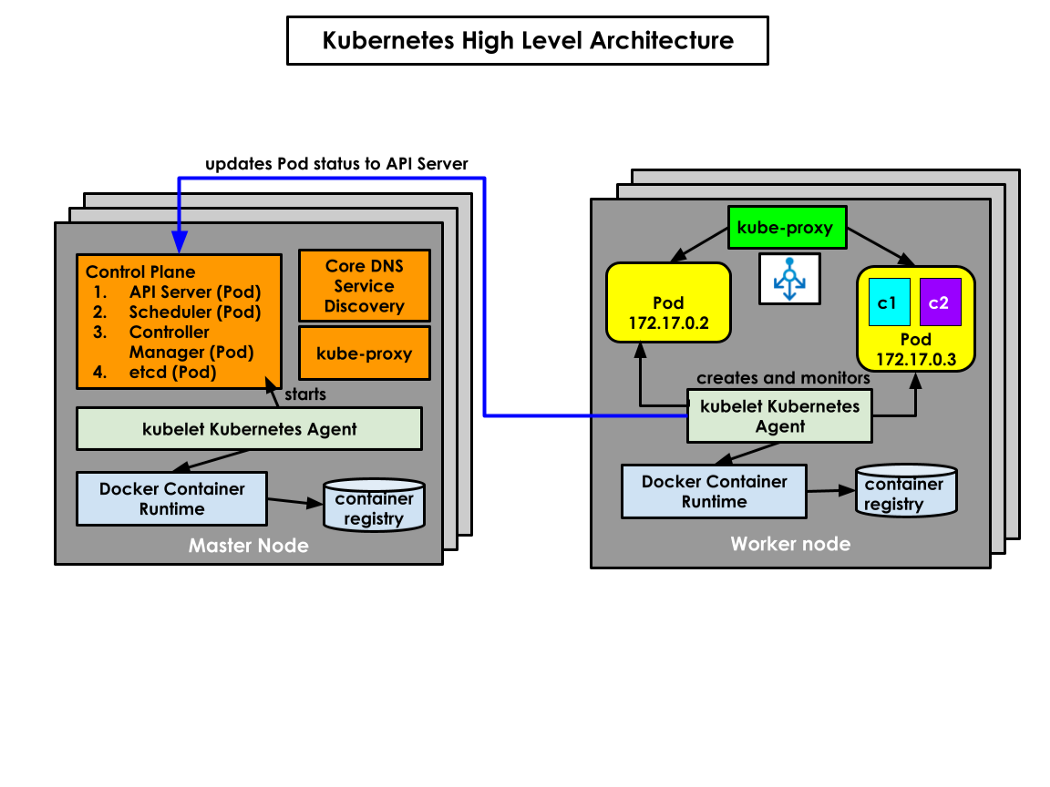 Kubernetes High Level Architecture
updates Pod status to API Server
Control Plane
1. API Server (Pod)
2. Scheduler (Pod)
3. Controller
Manager (Pod)
4. etcd (Pod)
Core DNS
Service
Discovery
kube-proxy
starts
kubelet Kubernetes Agent
Docker Container
Runtime
container
registry
Master Node
kube-proxy
Pod
172.17.0.2
c1
c2
Pod
172.17.0.3
creates and monitors
kubelet Kubernetes
Agent
Docker Container
Runtime
container
registry
Worker node